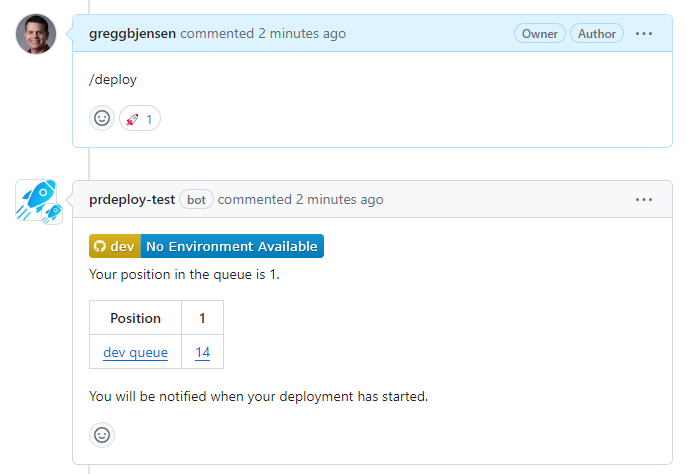 greggbjensen commented 2 minutes ago Owner Author ...
/deploy
1
prdeploy-test bot commented 2 minutes ago ...
dev No Environment Available
Your position in the queue is 1.
Position 1
dev queue 14
You will be notified when your deployment has started.